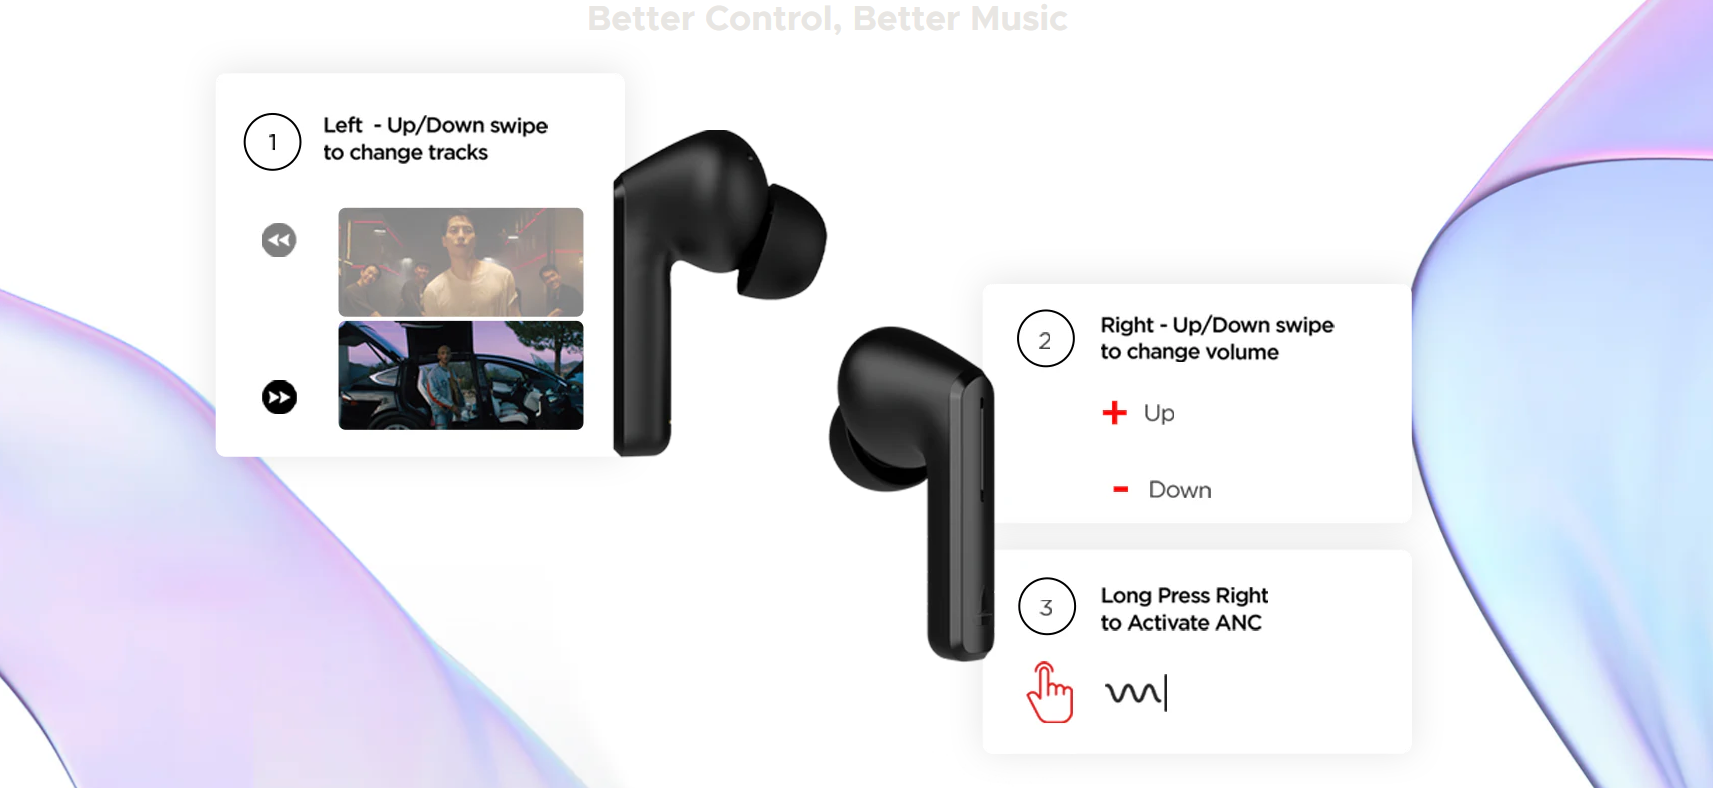 Better Control, Better Music
1
Left - Up/Down swipe
to change tracks
2
Right - Up/Down swipe
to change volume
+ Up
- Down
3
Long Press Right
to Activate ANC